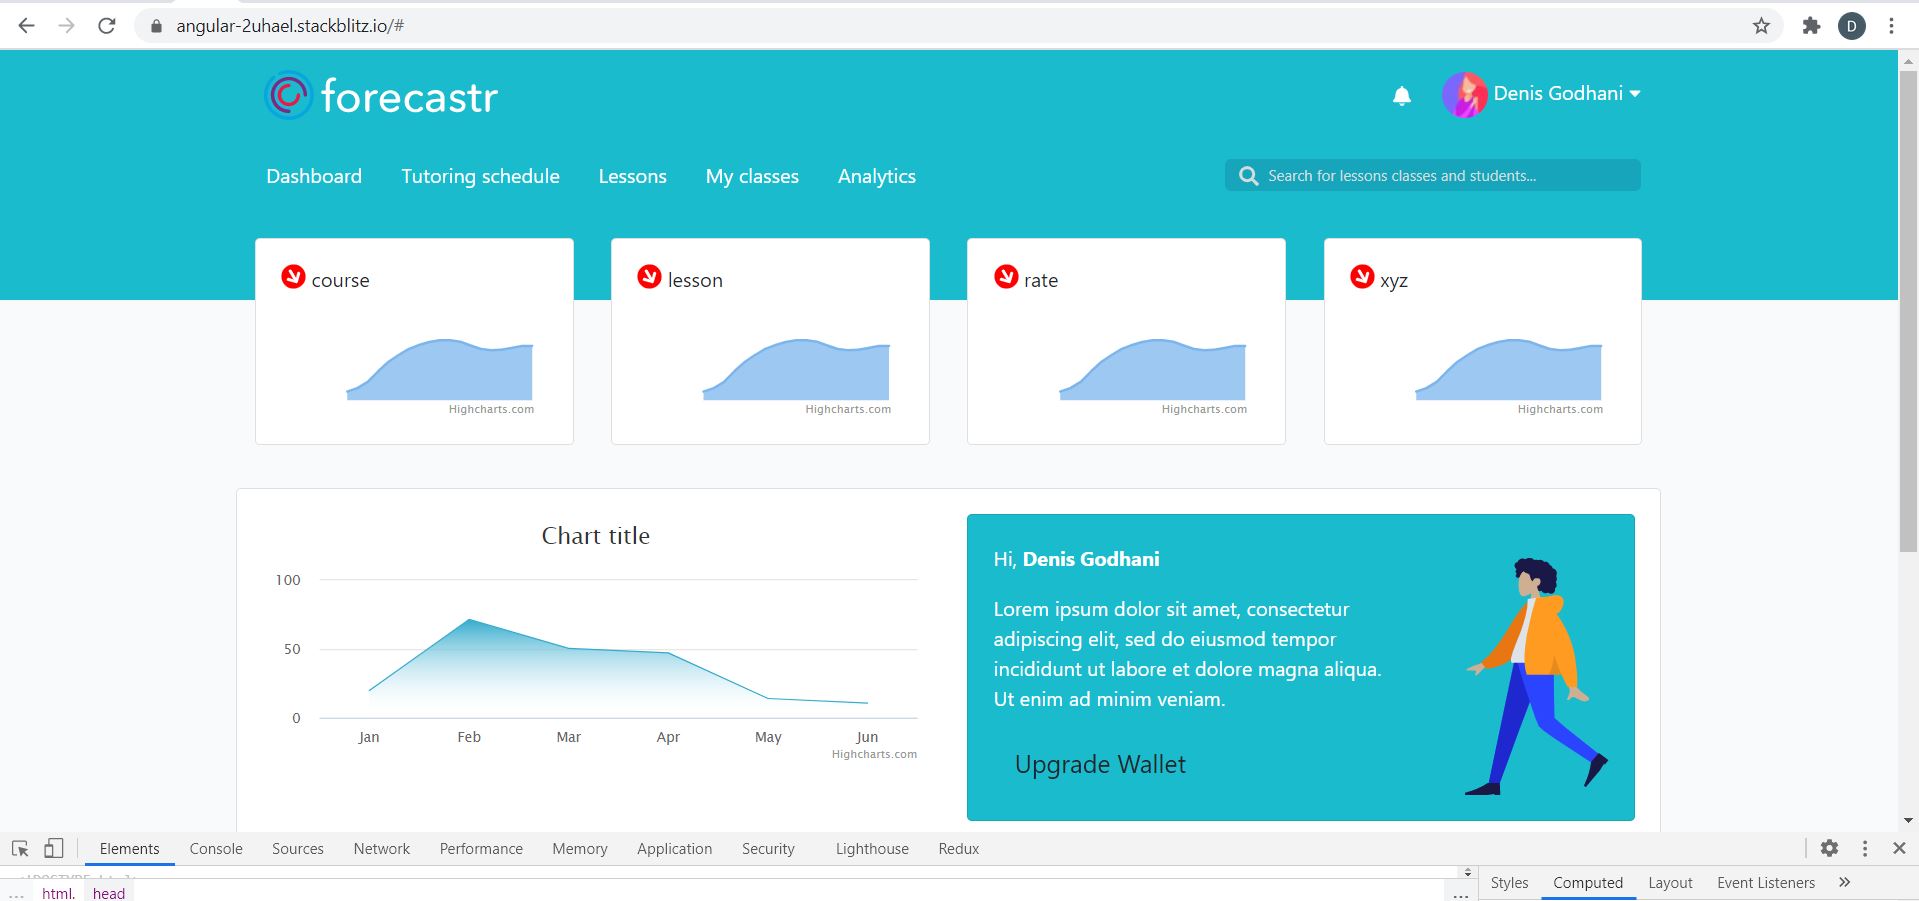 angular-2uhael.stackblitz.io/#
D
forecastr
Denis Godhani
Dashboard Tutoring schedule Lessons My classes Analytics
Search for lessons classes and students...
course
Highcharts.com
lesson
Highcharts.com
rate
Highcharts.com
xyz
Highcharts.com
Chart title
100
50
0
Jan Feb Mar Apr May Jun
Highcharts.com
Hi, Denis Godhani
Lorem ipsum dolor sit amet, consectetur
adipiscing elit, sed do eiusmod tempor
incididunt ut labore et dolore magna aliqua.
Ut enim ad minim veniam.
Upgrade Wallet
Elements Console Sources Network Performance Memory Application Security Lighthouse Redux
... html. head ...
Styles Computed Layout Event Listeners »